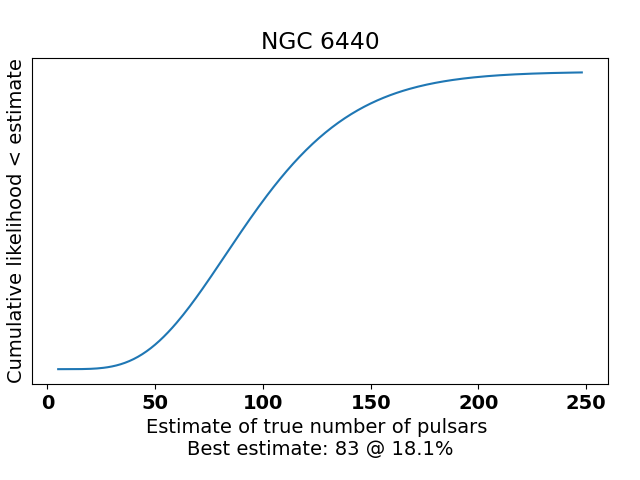 NGC 6440
Cumulative likelihood < estimate
0 50 100 150 200 250
Estimate of true number of pulsars
Best estimate: 83 @ 18.1%